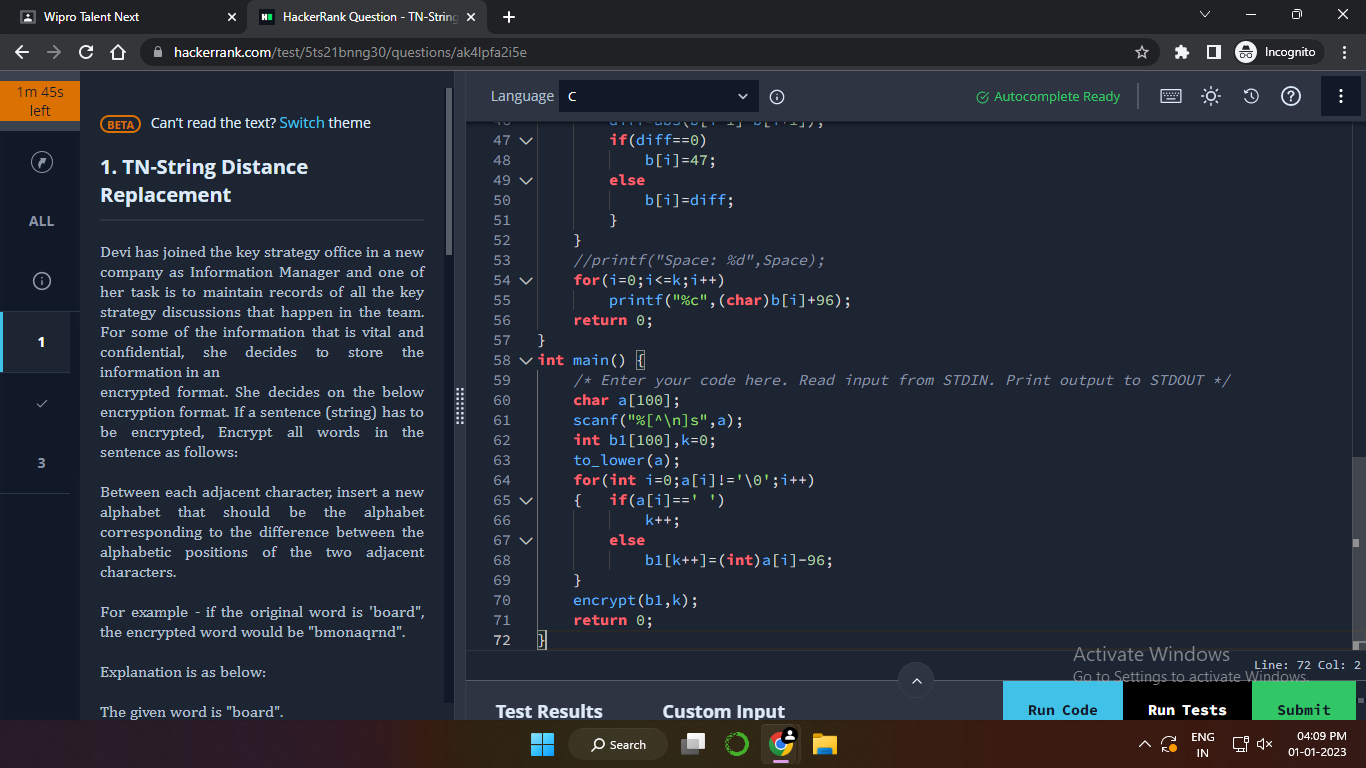 Wipro Talent Next
HackerRank Question - TN-String
hackerrank.com/test/5ts21bnng30/questions/ak4lpfa2i5e
Incognito
1m 45s
left
ALL
1
3
BETA Can't read the text? Switch theme
1. TN-String Distance
Replacement
Devi has joined the key strategy office in a new
company as Information Manager and one of
her task is to maintain records of all the key
strategy discussions that happen in the team.
For some of the information that is vital and
confidential, she decides to store the
information in an
encrypted format. She decides on the below
encryption format. If a sentence (string) has to
be encrypted, Encrypt all words in the
sentence as follows:
Between each adjacent character, insert a new
alphabet that should be the alphabet
corresponding to the difference between the
alphabetic positions of the two adjacent
characters.
For example - if the original word is 'board",
the encrypted word would be "bmonaqrnd".
Explanation is as below:
The given word is "board".
Language C
Autocomplete Ready
47 if(diff==0)
48 b[i]=47;
49 else
50 b[i]=diff;
51 }
52 }
53 //printf("Space: %d",Space);
54 for(i=0;i<=k;i++)
55 printf("%c",(char)b[i]+96);
56 return 0;
57 }
58 int main() {
59 /* Enter your code here. Read input from STDIN. Print output to STDOUT */
60 char a[100];
61 scanf("%[^\n]s",a);
62 int b1[100],k=0;
63 to_lower(a);
64 for(int i=0;a[i]!='\0';i++)
65 { if(a[i]==' ')
66 k++;
67 else
68 b1[k++]=(int)a[i]-96;
69 }
70 encrypt(b1,k);
71 return 0;
72 }
Activate Windows
Go to Settings to activate Windows.
Line: 72 Col: 2
Test Results
Custom Input
Run Code
Run Tests
Submit
Search
ENG
IN
04:09 PM
01-01-2023